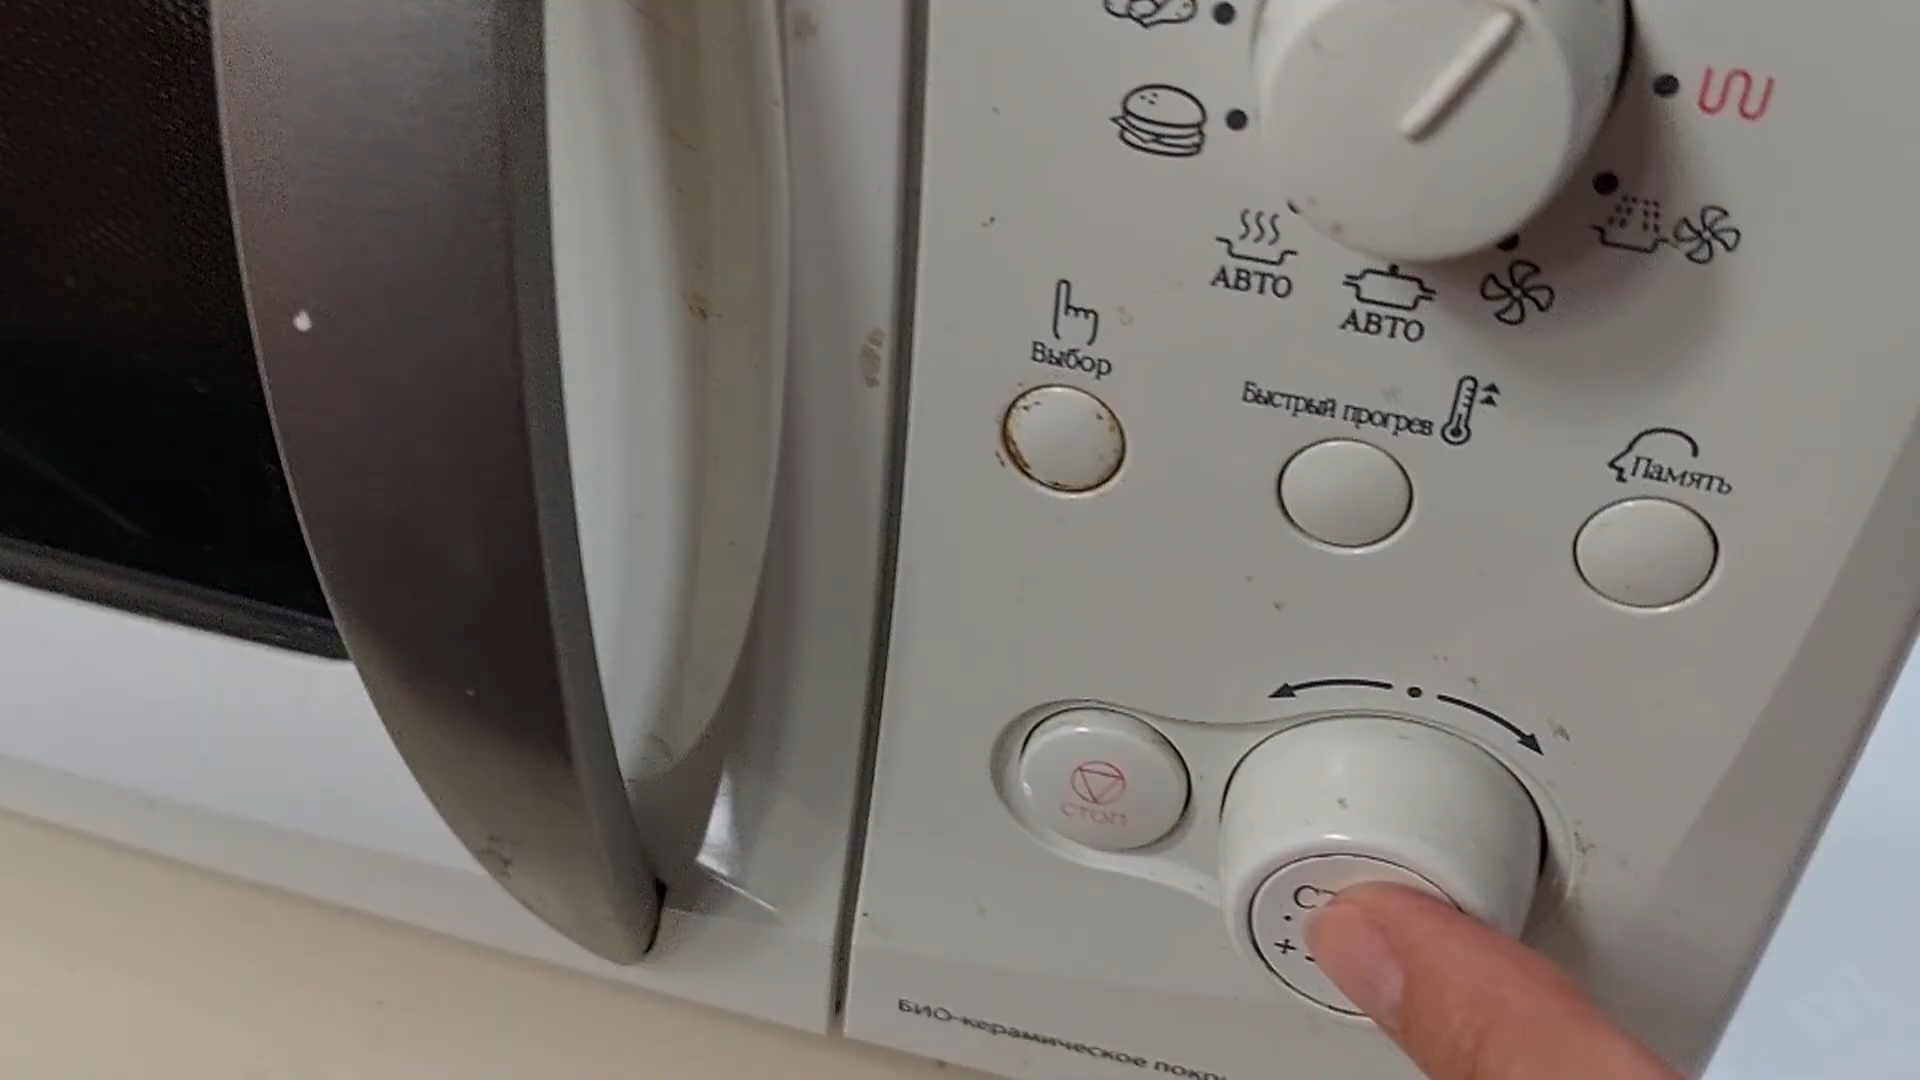 АВТО
АВТО
Выбор
Быстрый прогрев
Память
СТОП
БИО-керамическое